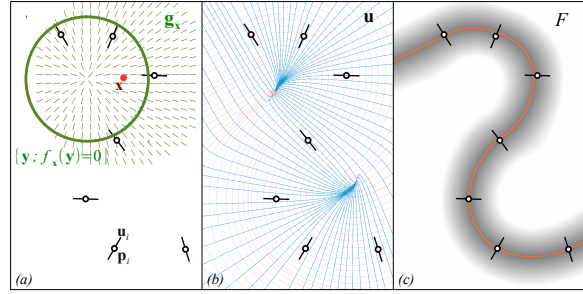 g_x
x
{y ; f_x(y)=0}
u_i
p_i
(a)
u
(b)
F
(c)